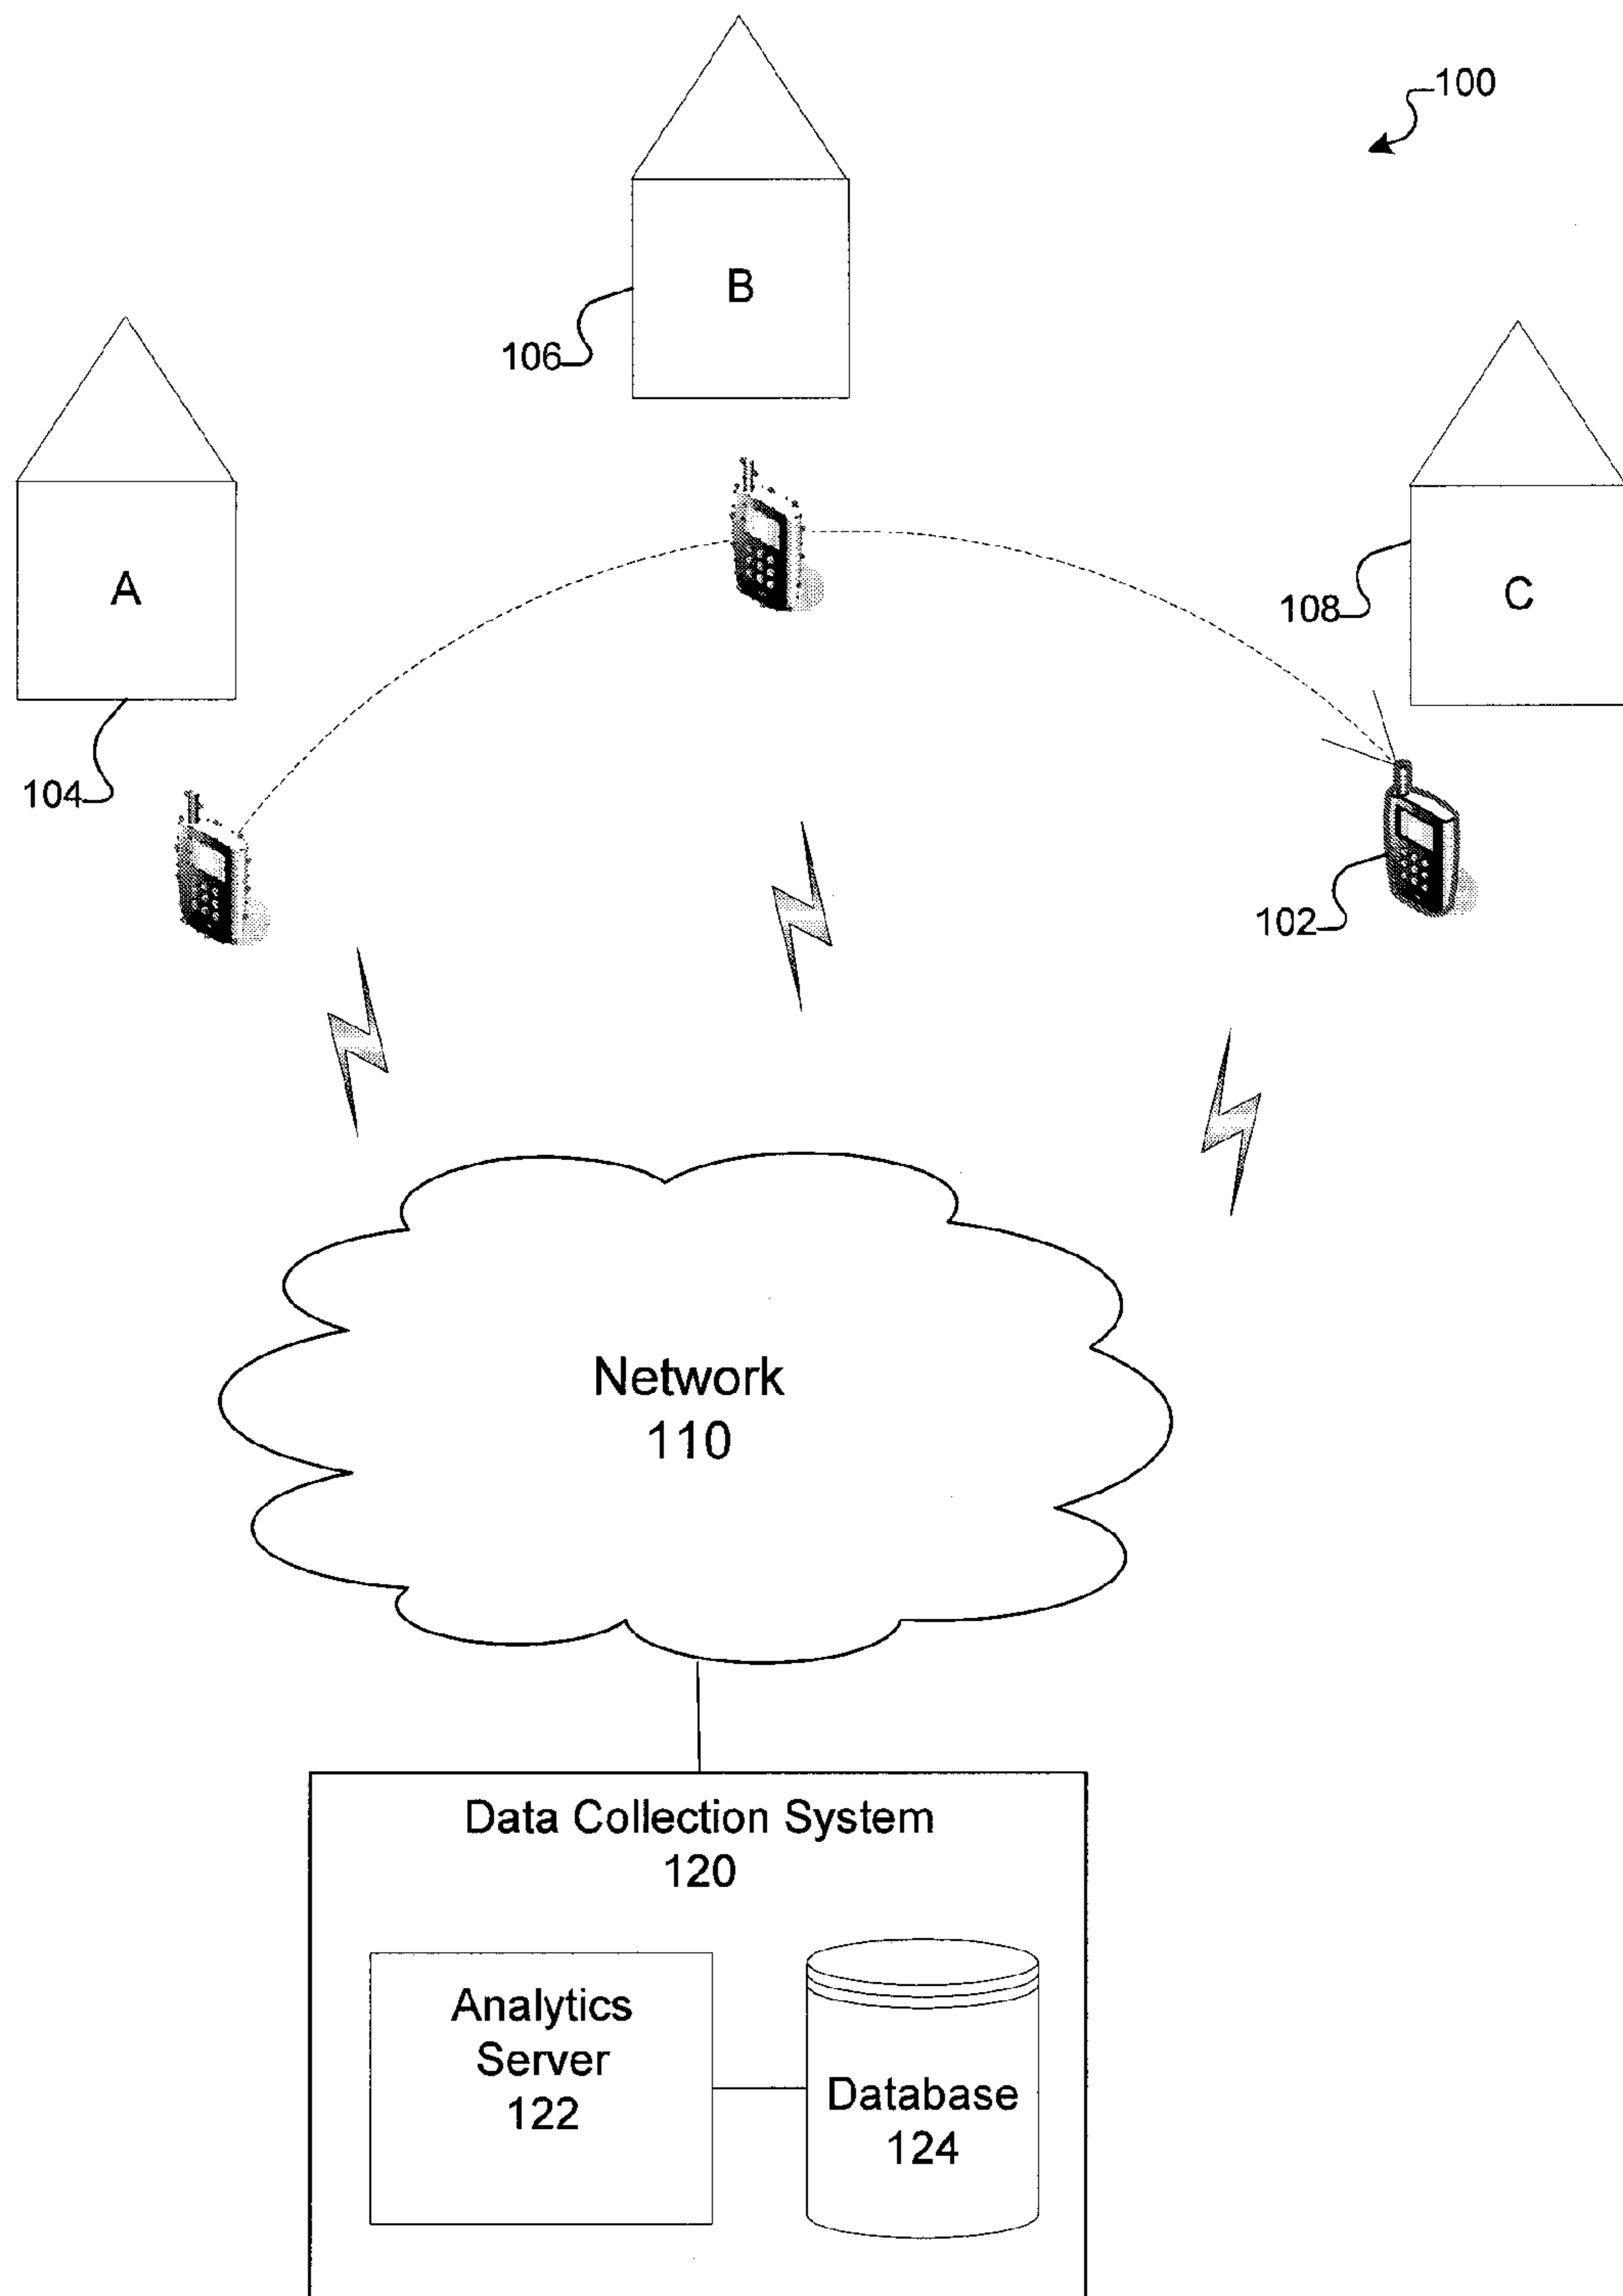 100
B
106
A
C
108
104
102
Network
110
Data Collection System
120
Analytics
Server
122
Database
124